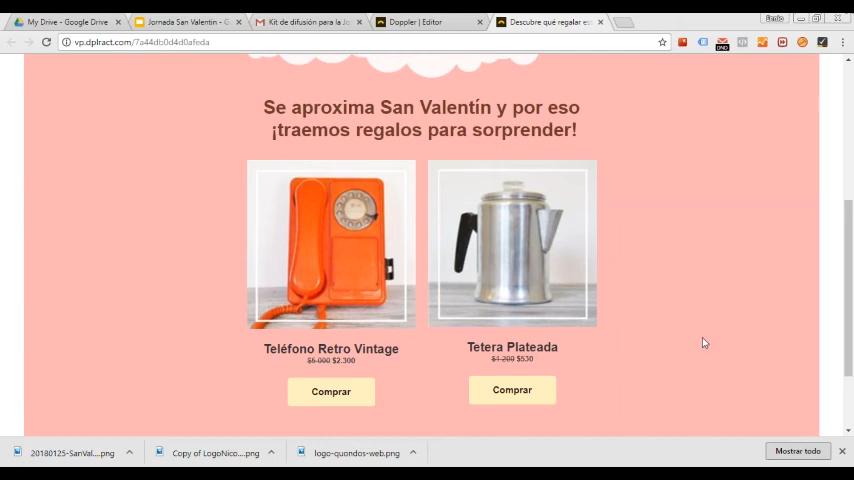 My Drive - Google Drive
Jornada San Valentin - G
Kit de difusión para la Jo
Doppler | Editor
Descubre qué regalar es
Benito
vp.dplract.com/7a44db0d4d0afeda
DND
Se aproxima San Valentín y por eso
¡traemos regalos para sorprender!
Teléfono Retro Vintage
Tetera Plateada
$5.000 $2.300
$1.200 $530
Comprar
Comprar
20180125-SanVal....png
Copy of LogoNico....png
logo-quondos-web.png
Mostrar todo